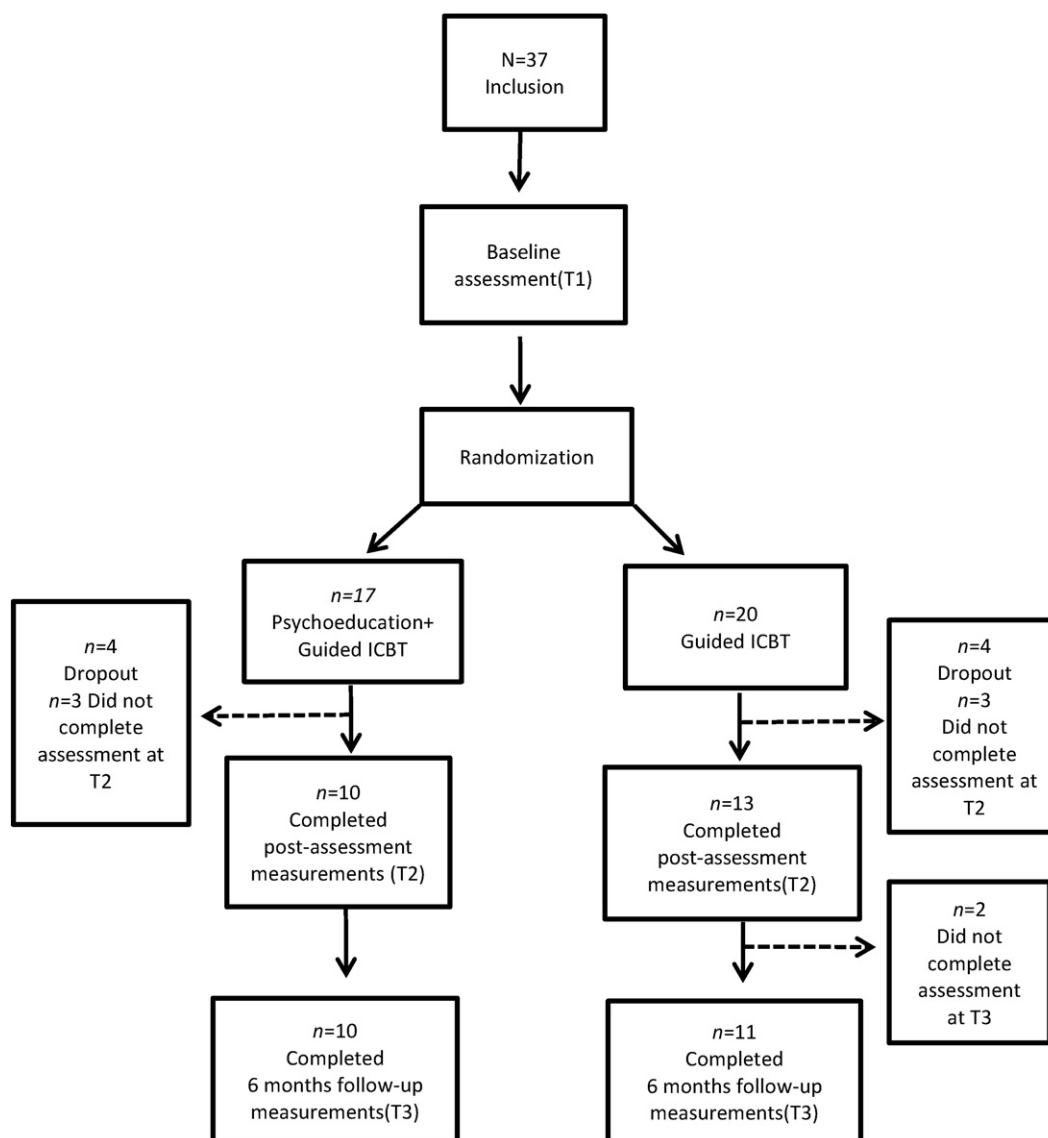 N=37
Inclusion
Baseline
assessment(T1)
Randomization
n=17
Psychoeducation+
Guided ICBT
n=20
Guided ICBT
n=4
Dropout
n=3 Did not
complete
assessment at
T2
n=4
Dropout
n=3
Did not
complete
assessment at
T2
n=10
Completed
post-assessment
measurements (T2)
n=13
Completed
post-assessment
measurements(T2)
n=2
Did not
complete
assessment
at T3
n=10
Completed
6 months follow-up
measurements(T3)
n=11
Completed
6 months follow-up
measurements(T3)